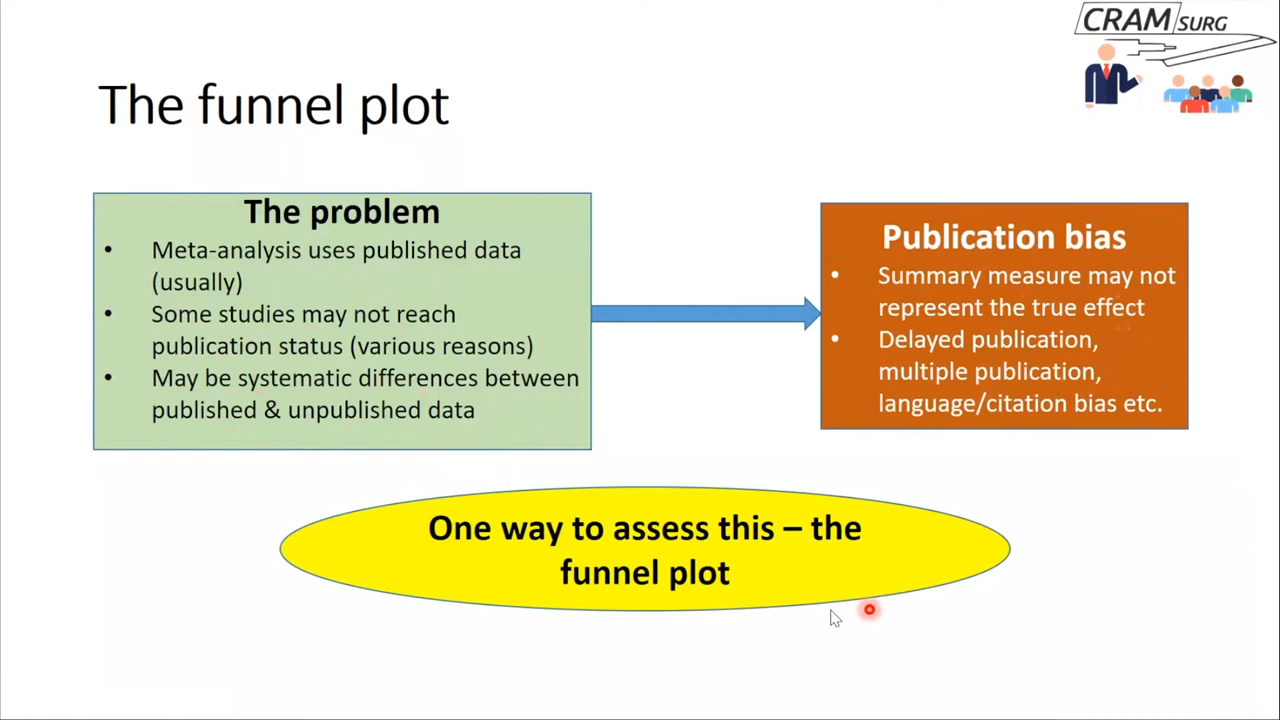 CRAM SURG
The funnel plot
The problem
• Meta-analysis uses published data
(usually)
• Some studies may not reach
publication status (various reasons)
• May be systematic differences between
published & unpublished data
Publication bias
• Summary measure may not
represent the true effect
• Delayed publication,
multiple publication,
language/citation bias etc.
One way to assess this – the
funnel plot